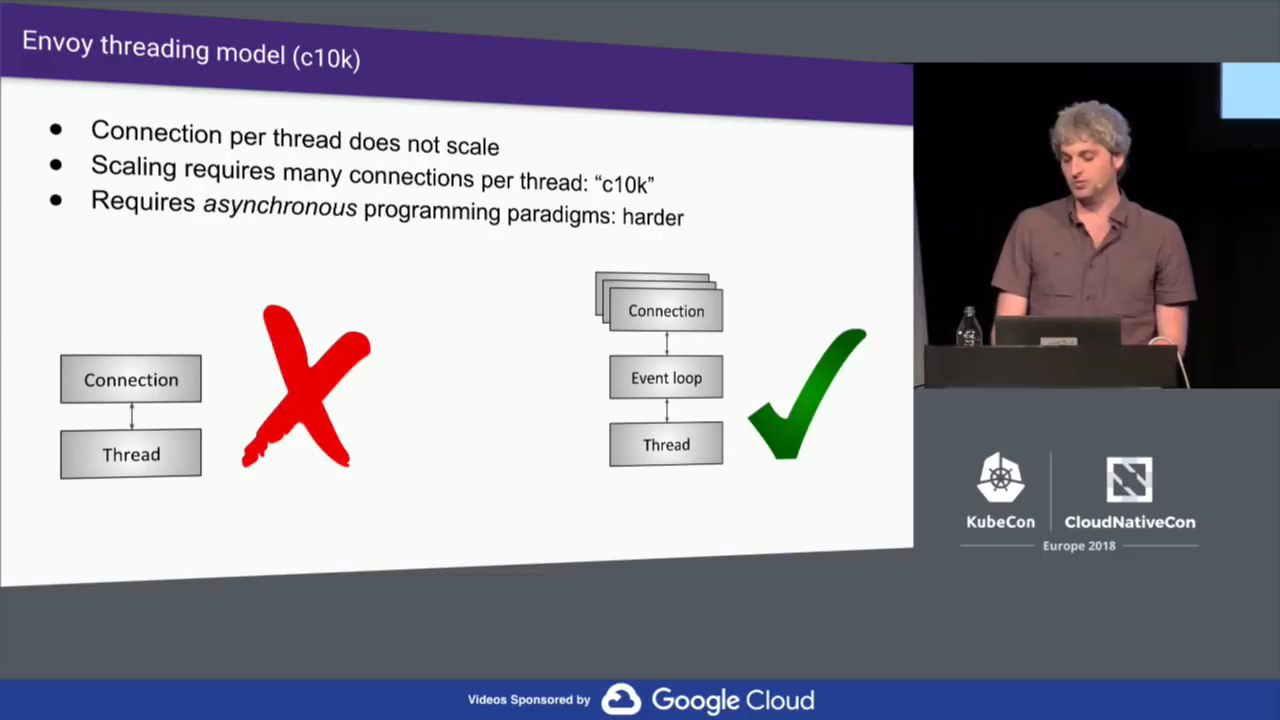 Envoy threading model (c10k)
● Connection per thread does not scale
● Scaling requires many connections per thread: “c10k”
● Requires asynchronous programming paradigms: harder
Connection
Thread
Connection
Event loop
Thread
KubeCon
CloudNativeCon
Europe 2018
Videos Sponsored by Google Cloud